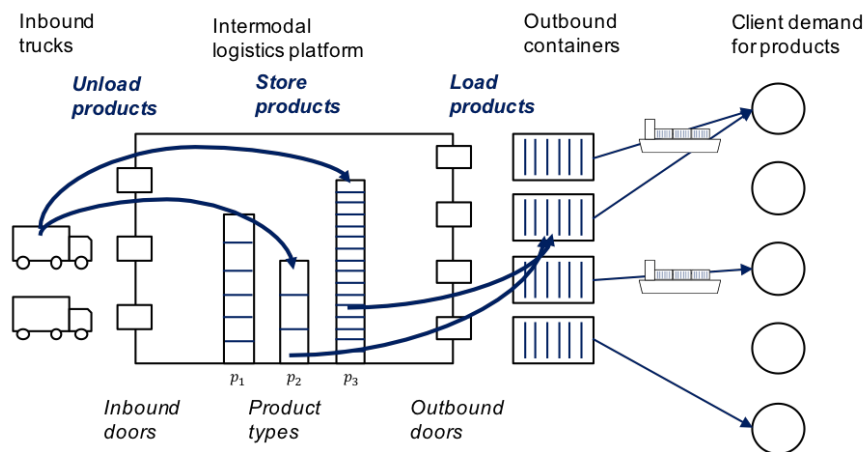 Inbound
trucks
Intermodal
logistics platform
Outbound
containers
Client demand
for products
Unload
products
Store
products
Load
products
p₁
p₂
p₃
Inbound
doors
Product
types
Outbound
doors